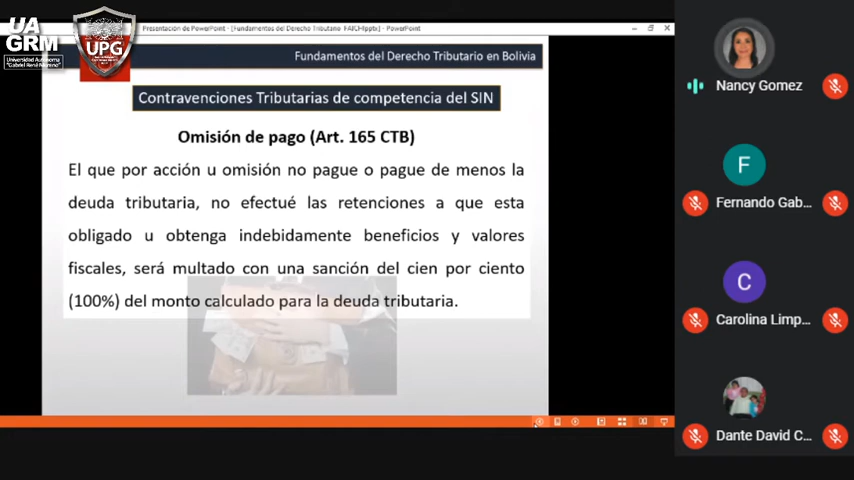 UA
GRM
Universidad Autónoma
"Gabriel René Moreno"
UPG
Presentación de PowerPoint - [Fundamentos del Derecho Tributario FAICHfpptx] - PowerPoint
Fundamentos del Derecho Tributario en Bolivia
Contravenciones Tributarias de competencia del SIN
Omisión de pago (Art. 165 CTB)
El que por acción u omisión no pague o pague de menos la
deuda tributaria, no efectué las retenciones a que esta
obligado u obtenga indebidamente beneficios y valores
fiscales, será multado con una sanción del cien por ciento
(100%) del monto calculado para la deuda tributaria.
Nancy Gomez
F
Fernando Gab...
C
Carolina Limp...
Dante David C...